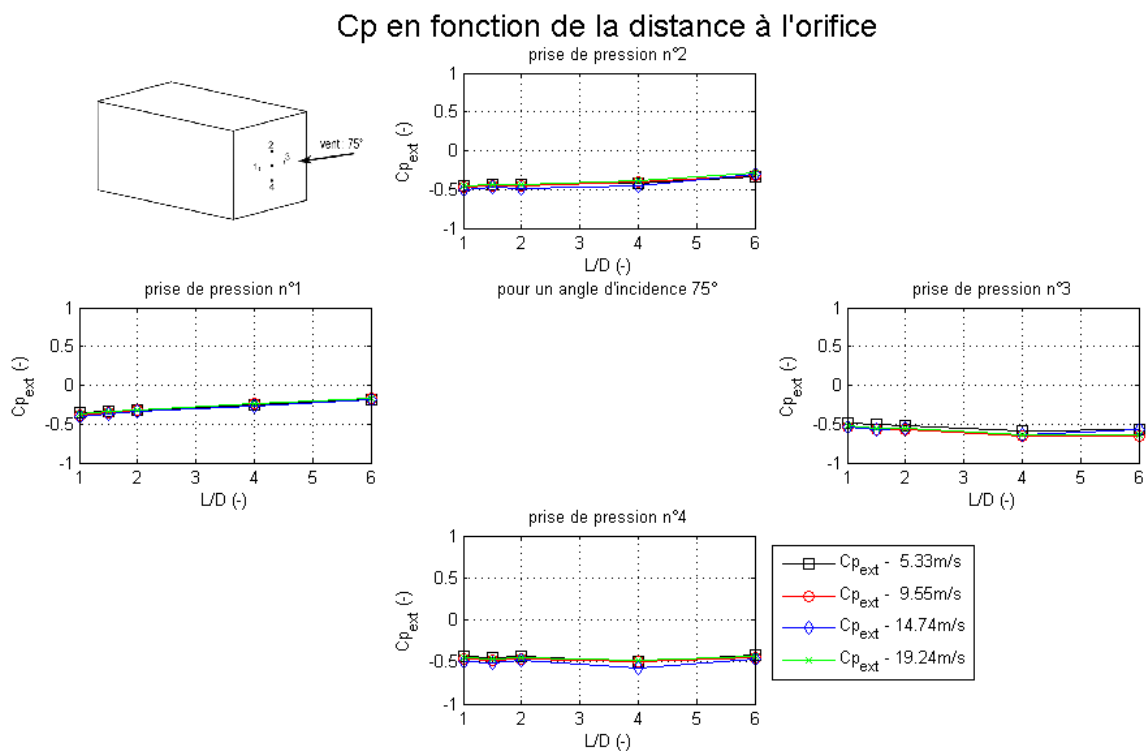 Cp en fonction de la distance à l'orifice
prise de pression n°2
2
1
3
4
vent : 75°
Cp_ext (-)
1
0.5
0
-0.5
-1
1 2 3 4 5 6
L/D (-)
prise de pression n°1
pour un angle d'incidence 75°
prise de pression n°3
Cp_ext (-)
1
0.5
0
-0.5
-1
1 2 3 4 5 6
L/D (-)
Cp_ext (-)
1
0.5
0
-0.5
-1
1 2 3 4 5 6
L/D (-)
prise de pression n°4
Cp_ext (-)
1
0.5
0
-0.5
-1
1 2 3 4 5 6
L/D (-)
Cp_ext - 5.33m/s
Cp_ext - 9.55m/s
Cp_ext - 14.74m/s
Cp_ext - 19.24m/s